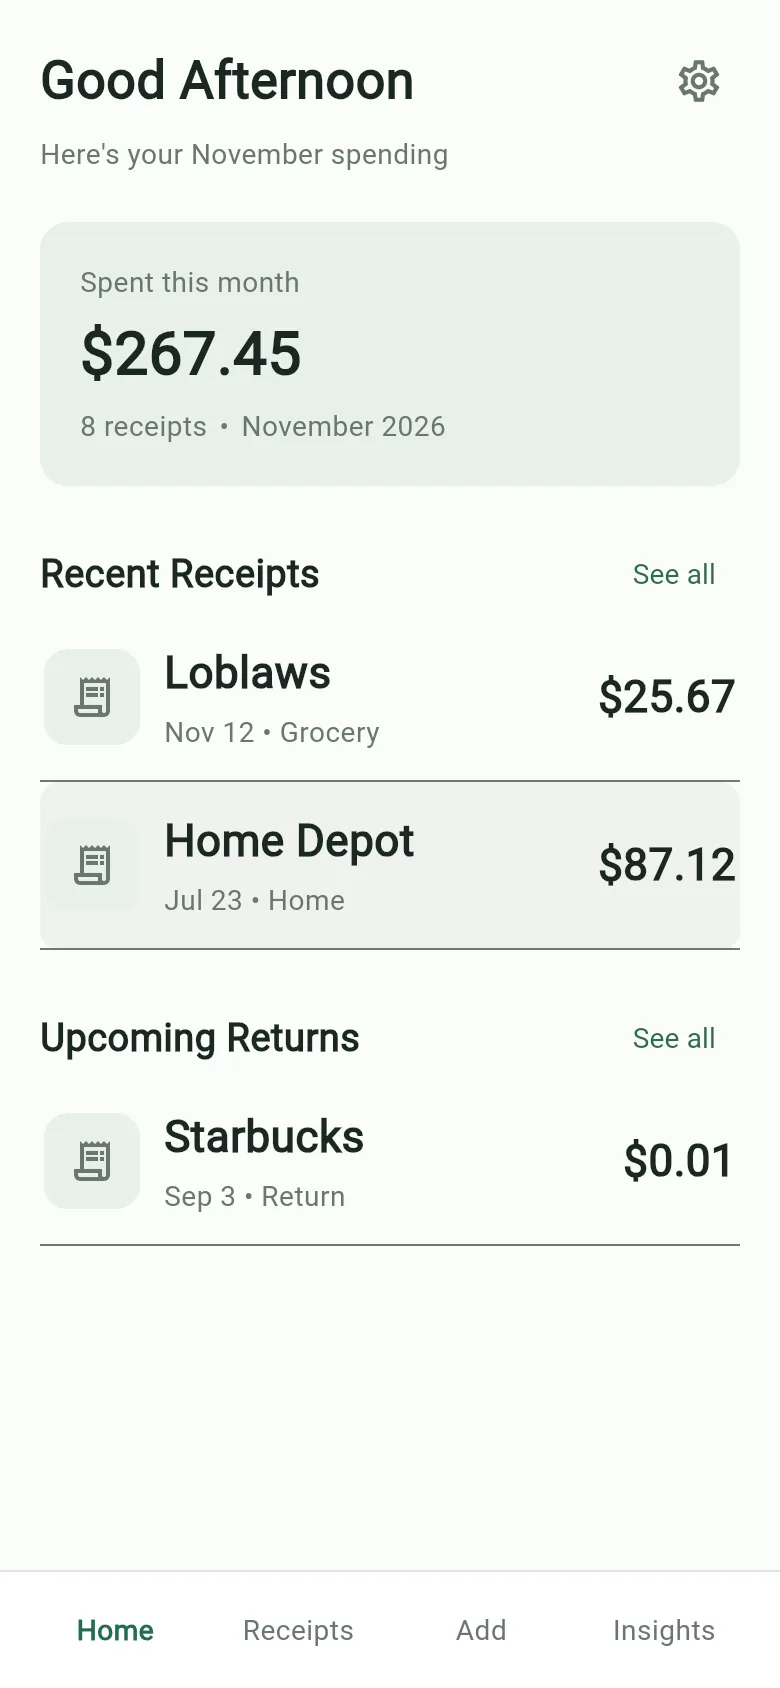 Good Afternoon
Here's your November spending
Spent this month
$267.45
8 receipts • November 2026
Recent Receipts
See all
Loblaws
$25.67
Nov 12 • Grocery
Home Depot
$87.12
Jul 23 • Home
Upcoming Returns
See all
Starbucks
$0.01
Sep 3 • Return
Home
Receipts
Add
Insights